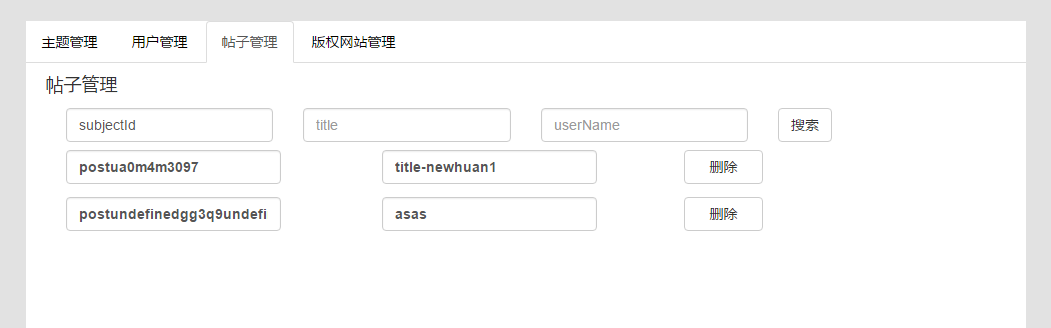 主题管理 用户管理 帖子管理 版权网站管理
帖子管理
subjectId title userName 搜索
postua0m4m3097 title-newhuan1 删除
postundefinedgg3q9undefi asas 删除